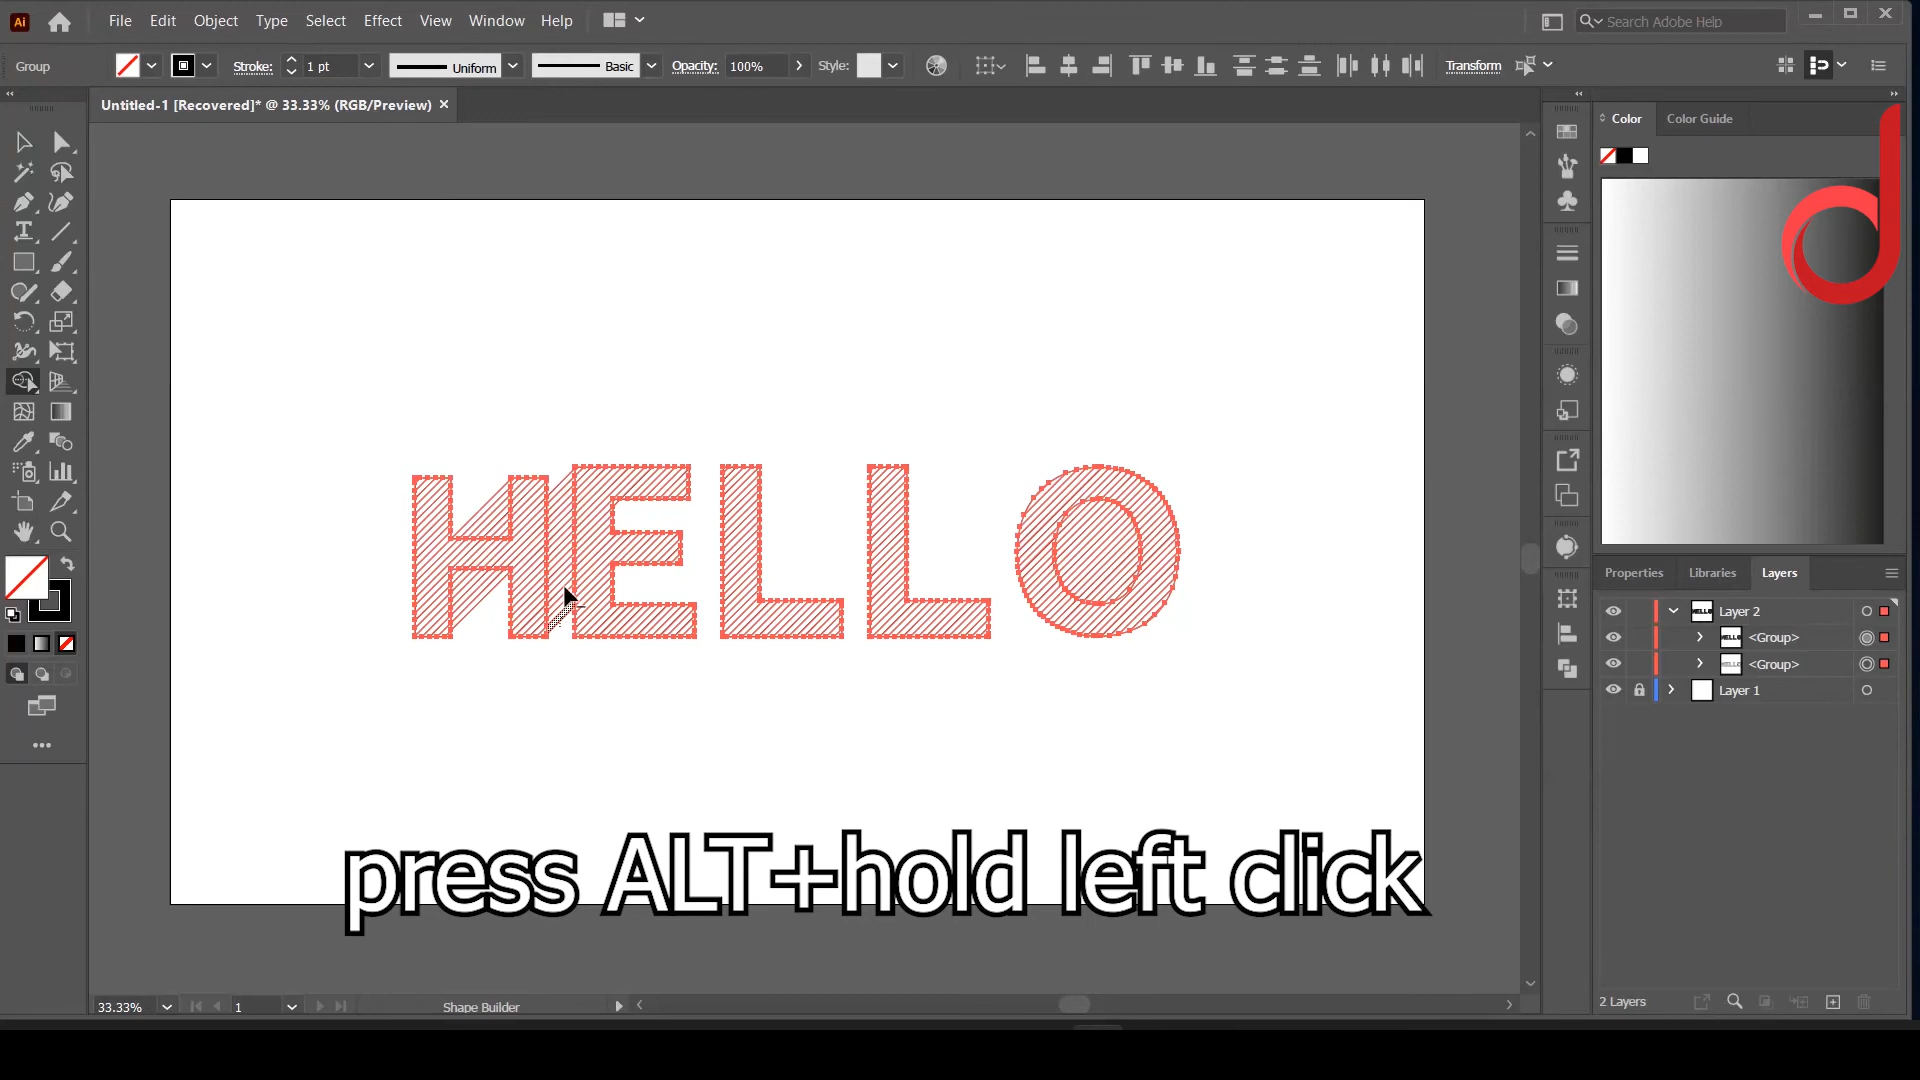 Ai File Edit Object Type Select Effect View Window Help Search Adobe Help
Group Stroke: 1 pt Uniform Basic Opacity: 100% Style: Transform
Untitled-1 [Recovered]* @ 33.33% (RGB/Preview)
Color Color Guide
HELLO
Properties Libraries Layers
Layer 2
<Group>
<Group>
Layer 1
press ALT+hold left click
33.33% 1 Shape Builder
2 Layers